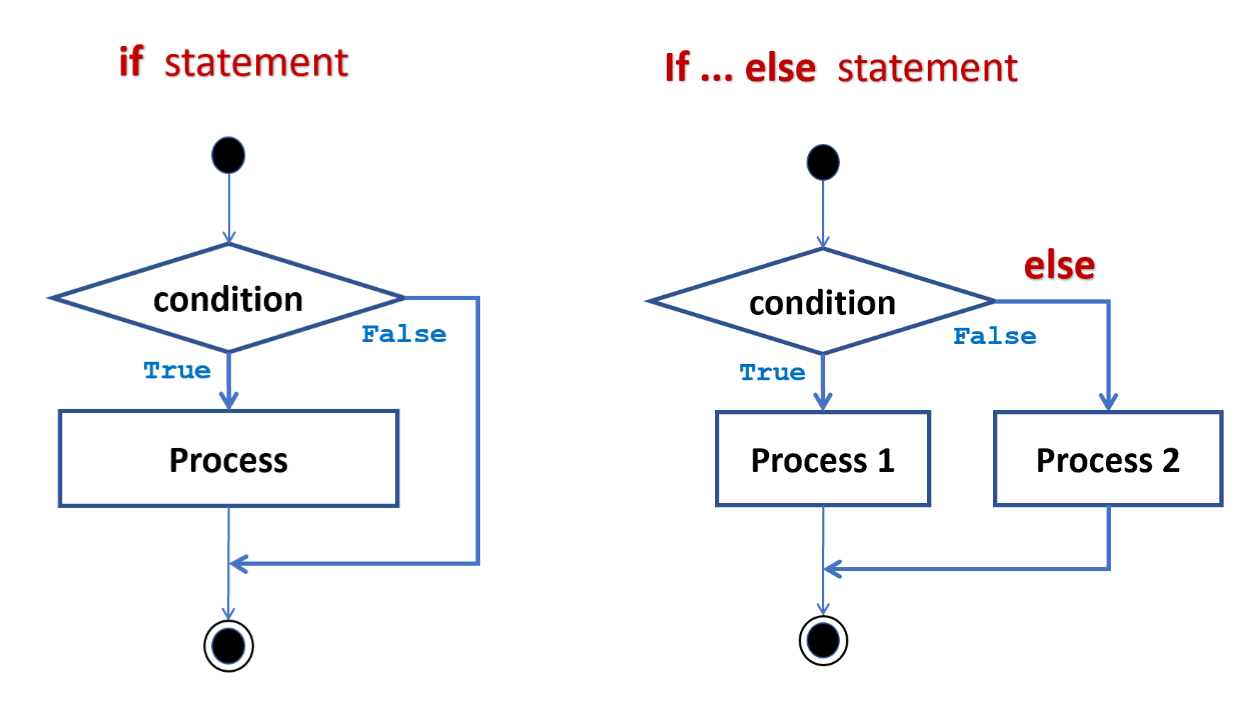 if statement
condition
False
True
Process
If ... else statement
else
condition
False
True
Process 1
Process 2